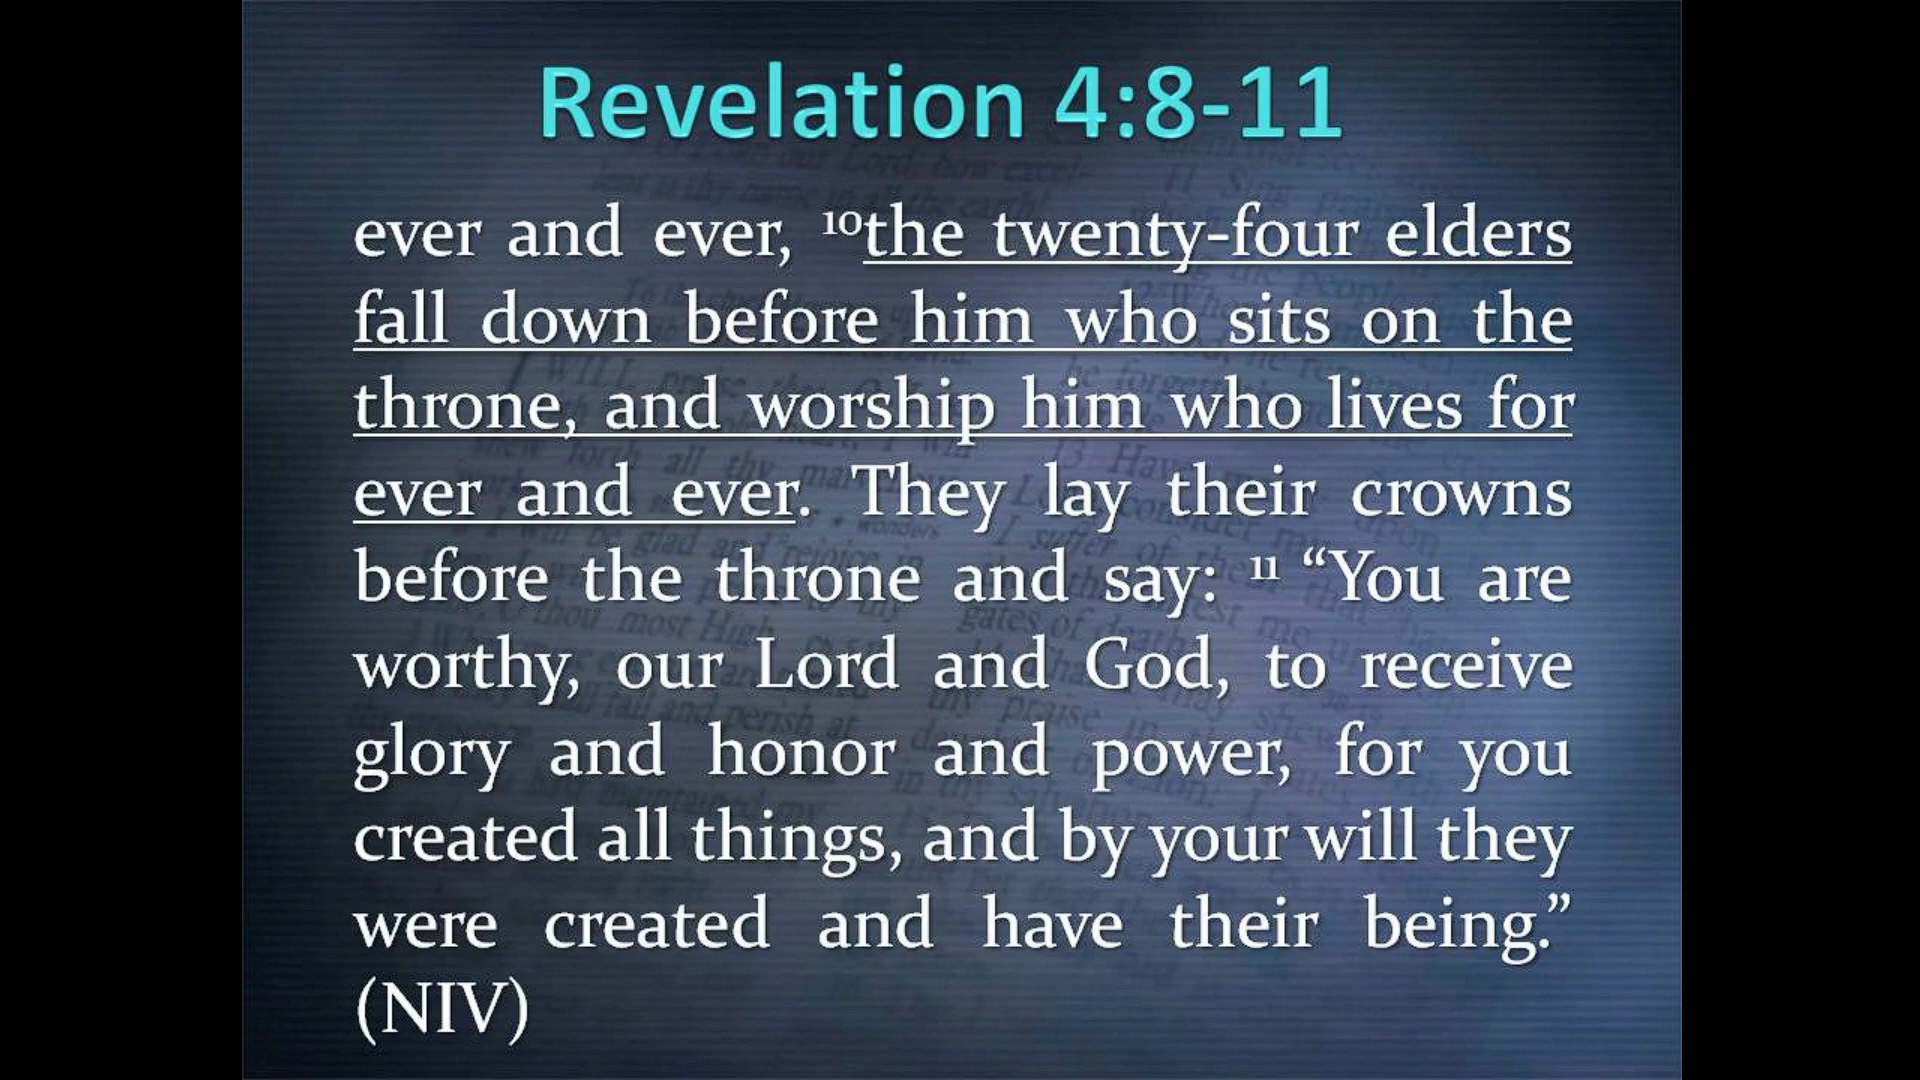 Revelation 4:8-11
ever and ever, ¹⁰the twenty-four elders
fall down before him who sits on the
throne, and worship him who lives for
ever and ever. They lay their crowns
before the throne and say: ¹¹ “You are
worthy, our Lord and God, to receive
glory and honor and power, for you
created all things, and by your will they
were created and have their being.”
(NIV)